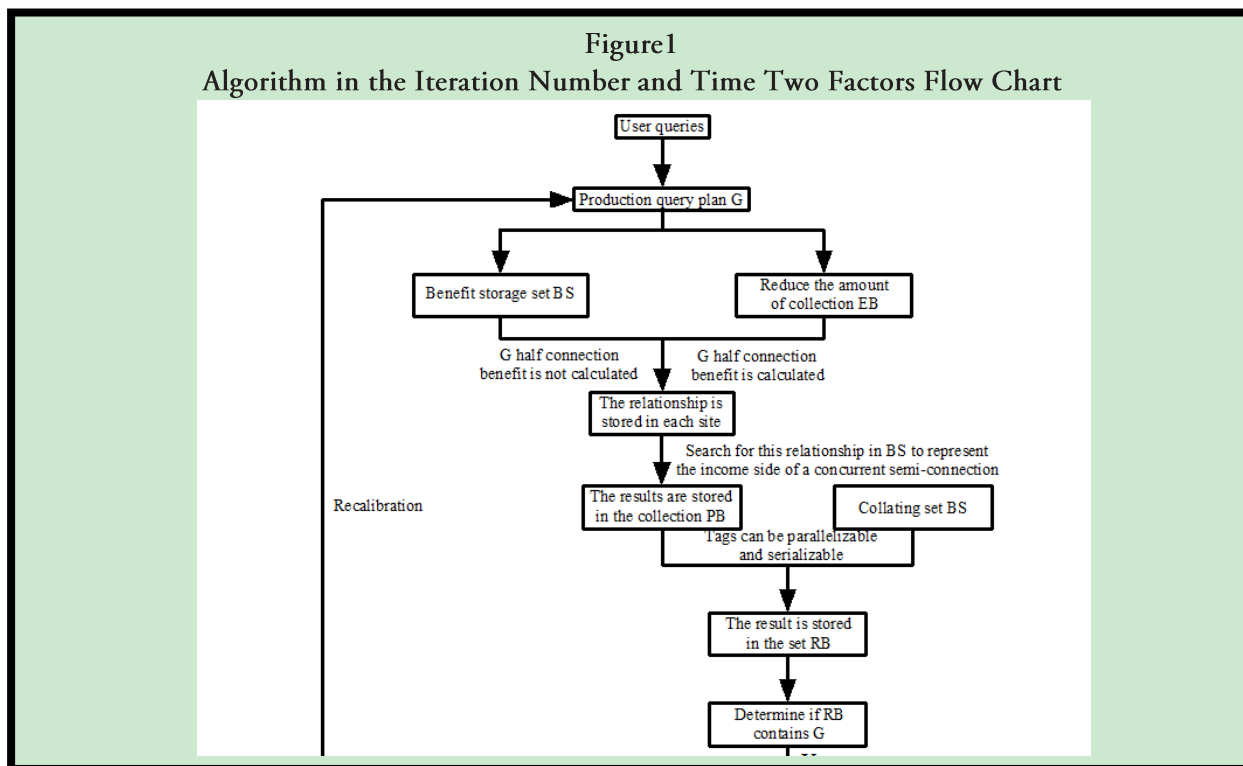 Figure1
Algorithm in the Iteration Number and Time Two Factors Flow Chart
User queries
Production query plan G
Benefit storage set BS
Reduce the amount
of collection EB
G half connection
benefit is not calculated
G half connection
benefit is calculated
The relationship is
stored in each site
Search for this relationship in BS to represent
the income side of a concurrent semi-connection
Recalibration
The results are stored
in the collection PB
Collating set BS
Tags can be parallelizable
and serializable
The result is stored
in the set RB
Determine if RB
contains G